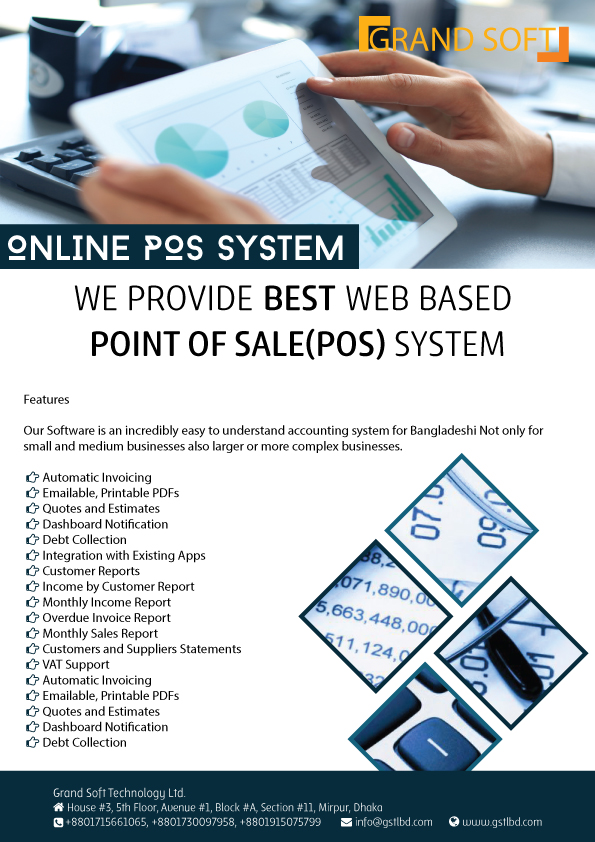 GRAND SOFT
ONLINE POS SYSTEM
WE PROVIDE BEST WEB BASED
POINT OF SALE(POS) SYSTEM
Features
Our Software is an incredibly easy to understand accounting system for Bangladeshi Not only for
small and medium businesses also larger or more complex businesses.
Automatic Invoicing
Emailable, Printable PDFs
Quotes and Estimates
Dashboard Notification
Debt Collection
Integration with Existing Apps
Customer Reports
Income by Customer Report
Monthly Income Report
Overdue Invoice Report
Monthly Sales Report
Customers and Suppliers Statements
VAT Support
Automatic Invoicing
Emailable, Printable PDFs
Quotes and Estimates
Dashboard Notification
Debt Collection
07.0
071,890,00
5,663,448,000
511,124,0
Grand Soft Technology Ltd.
House #3, 5th Floor, Avenue #1, Block #A, Section #11, Mirpur, Dhaka
+8801715661065, +8801730097958, +8801915075799 info@gstlbd.com www.gstlbd.com